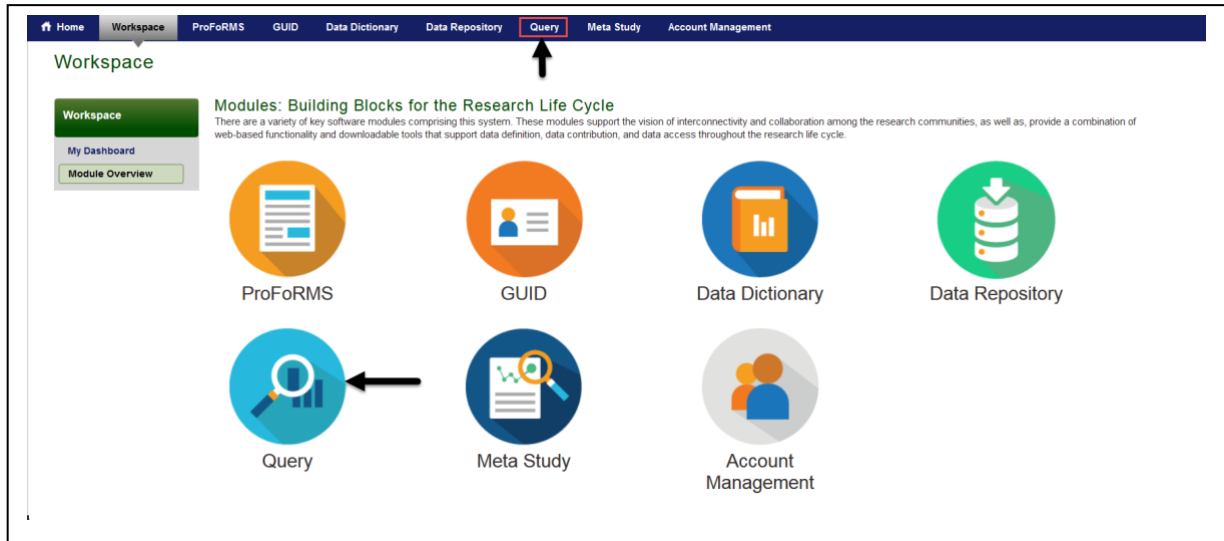 Home Workspace ProFoRMS GUID Data Dictionary Data Repository Query Meta Study Account Management
Workspace
Workspace
My Dashboard
Module Overview
Modules: Building Blocks for the Research Life Cycle
There are a variety of key software modules comprising this system. These modules support the vision of interconnectivity and collaboration among the research communities, as well as, provide a combination of
web-based functionality and downloadable tools that support data definition, data contribution, and data access throughout the research life cycle.
ProFoRMS GUID Data Dictionary Data Repository
Query Meta Study Account
Management